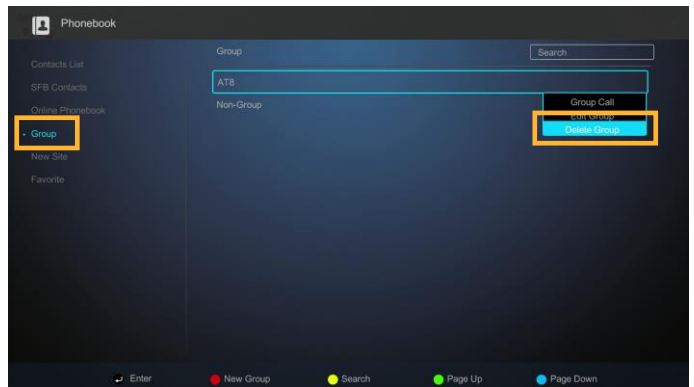 Phonebook
Group
Search
Contacts List
SFB Contacts
AT8
Online Phonebook
Non-Group
Group Call
Edit Group
Group
Delete Group
New Site
Favorite
Enter
New Group
Search
Page Up
Page Down